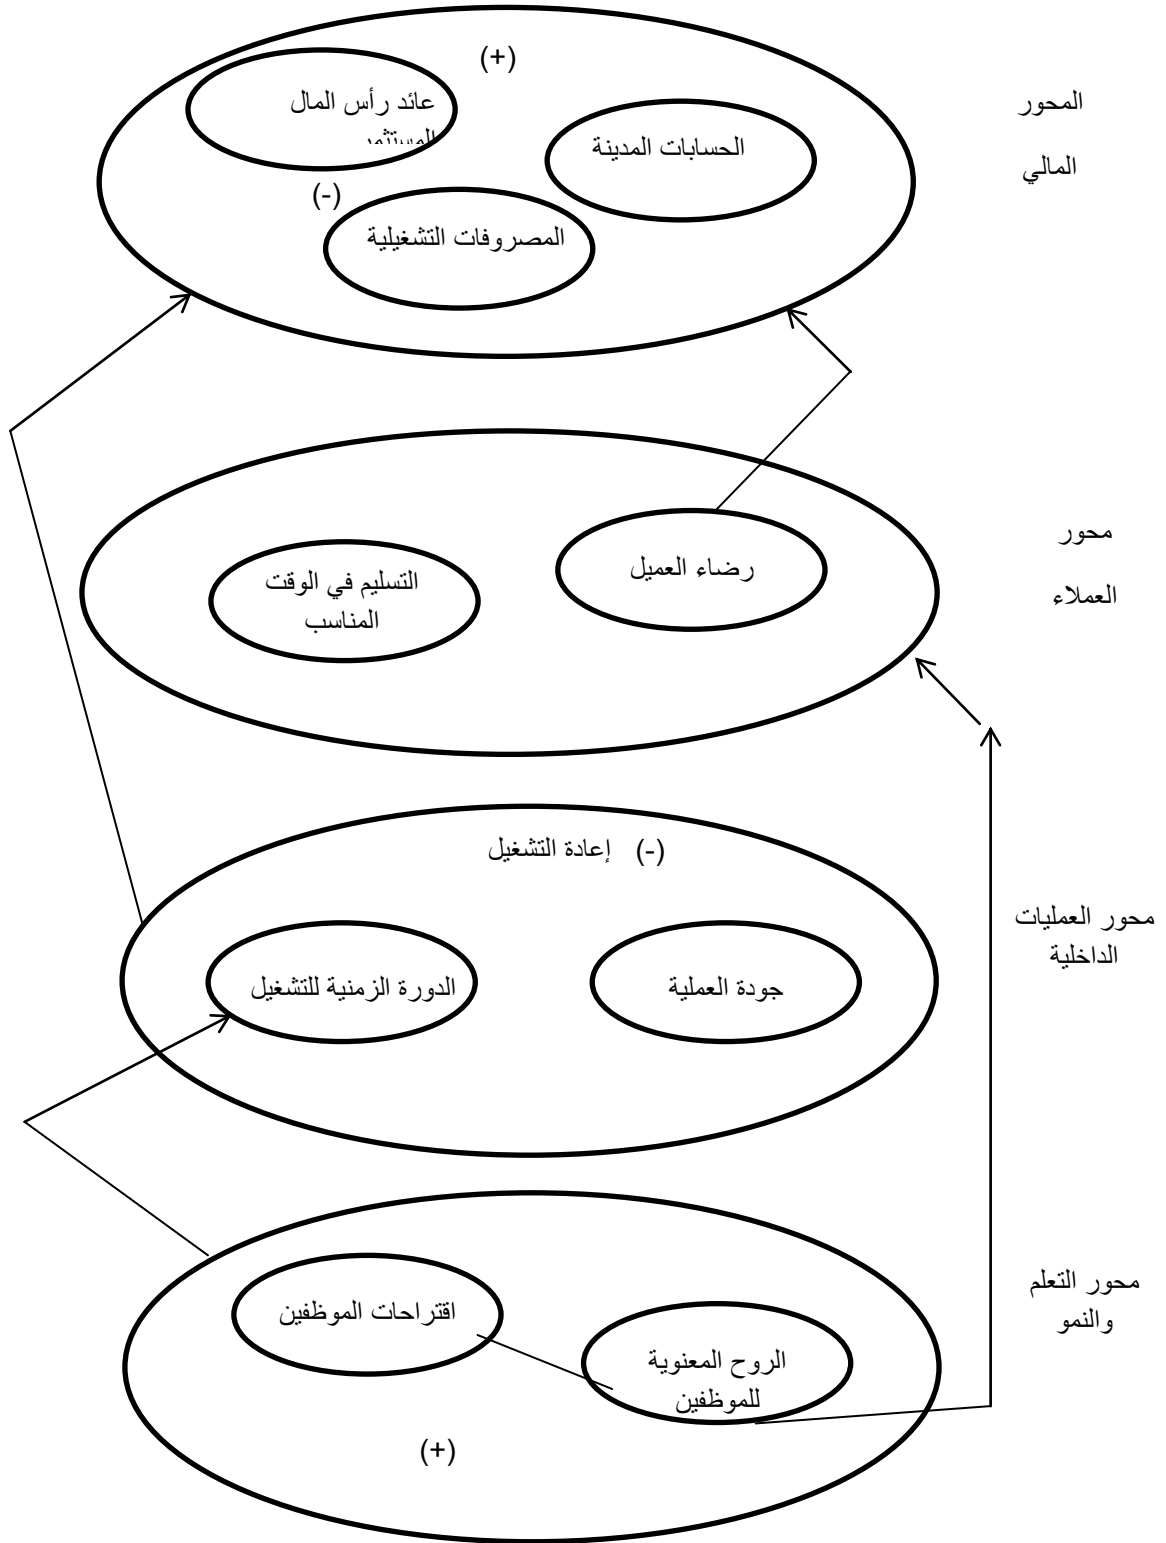 (+)
عائد رأس المال
المستثمر
الحسابات المدينة
(-)
المصروفات التشغيلية
المحور
المالي
رضاء العميل
التسليم في الوقت
المناسب
محور
العملاء
إعادة التشغيل (-)
الدورة الزمنية للتشغيل
جودة العملية
محور العمليات
الداخلية
اقتراحات الموظفين
الروح المعنوية
للموظفين
(+)
محور التعلم
والنمو